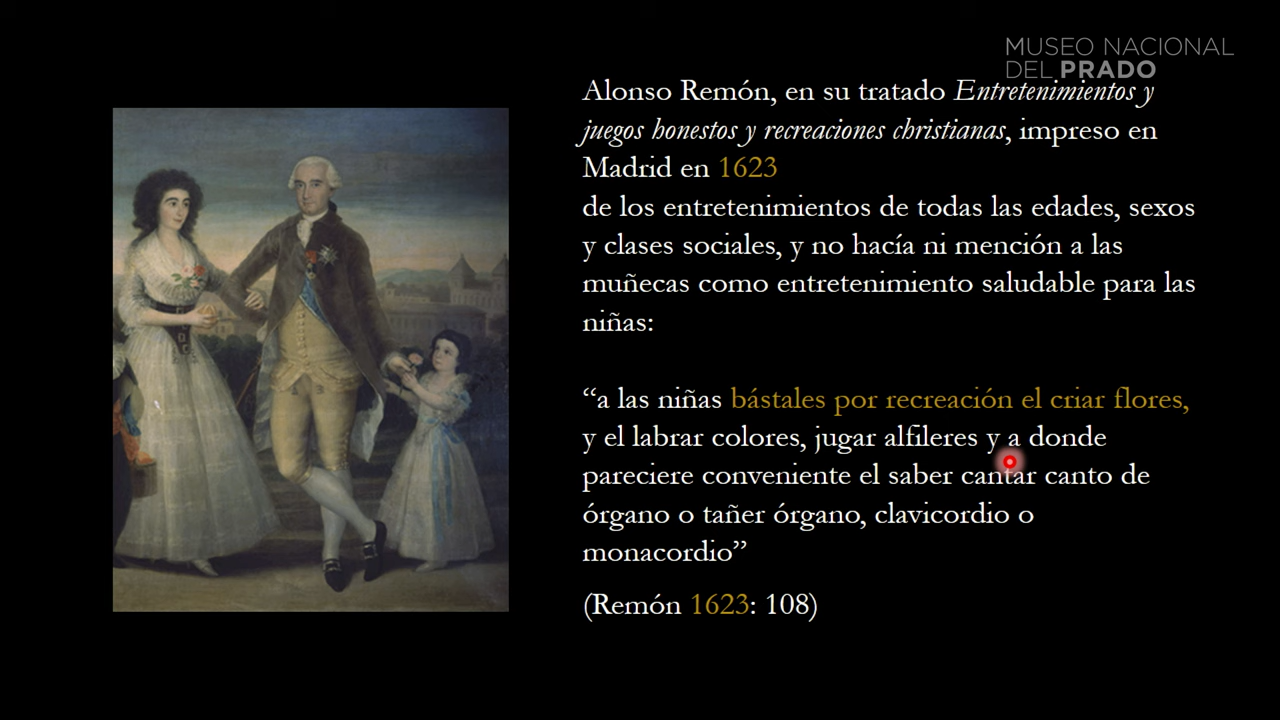 MUSEO NACIONAL
DEL PRADO
Alonso Remón, en su tratado Entretenimientos y
juegos honestos y recreaciones christianas, impreso en
Madrid en 1623
de los entretenimientos de todas las edades, sexos
y clases sociales, y no hacía ni mención a las
muñecas como entretenimiento saludable para las
niñas:
“a las niñas bástales por recreación el criar flores,
y el labrar colores, jugar alfileres y a donde
pareciere conveniente el saber cantar canto de
órgano o tañer órgano, clavicordio o
monacordio”
(Remón 1623: 108)